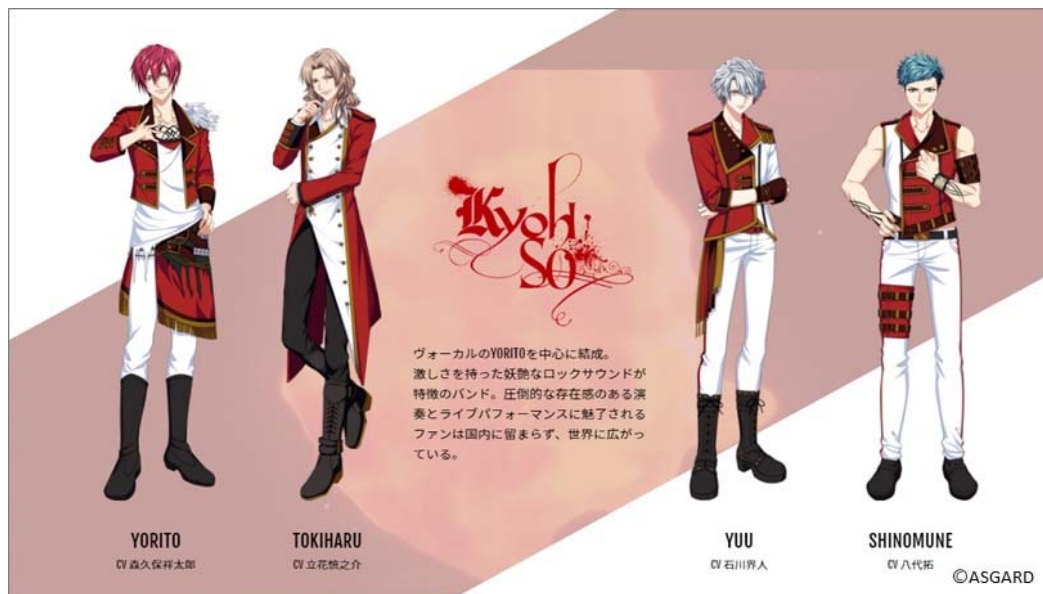 Kyohso
ヴォーカルのYORITOを中心に結成。
激しさを持った妖艶なロックサウンドが
特徴のバンド。圧倒的な存在感のある演
奏とライブパフォーマンスに魅了される
ファンは国内に留まらず、世界に広がっ
ている。
YORITO
CV 森久保祥太郎
TOKIHARU
CV 立花慎之介
YUU
CV 石川界人
SHINOMUNE
CV 八代拓
©ASGARD